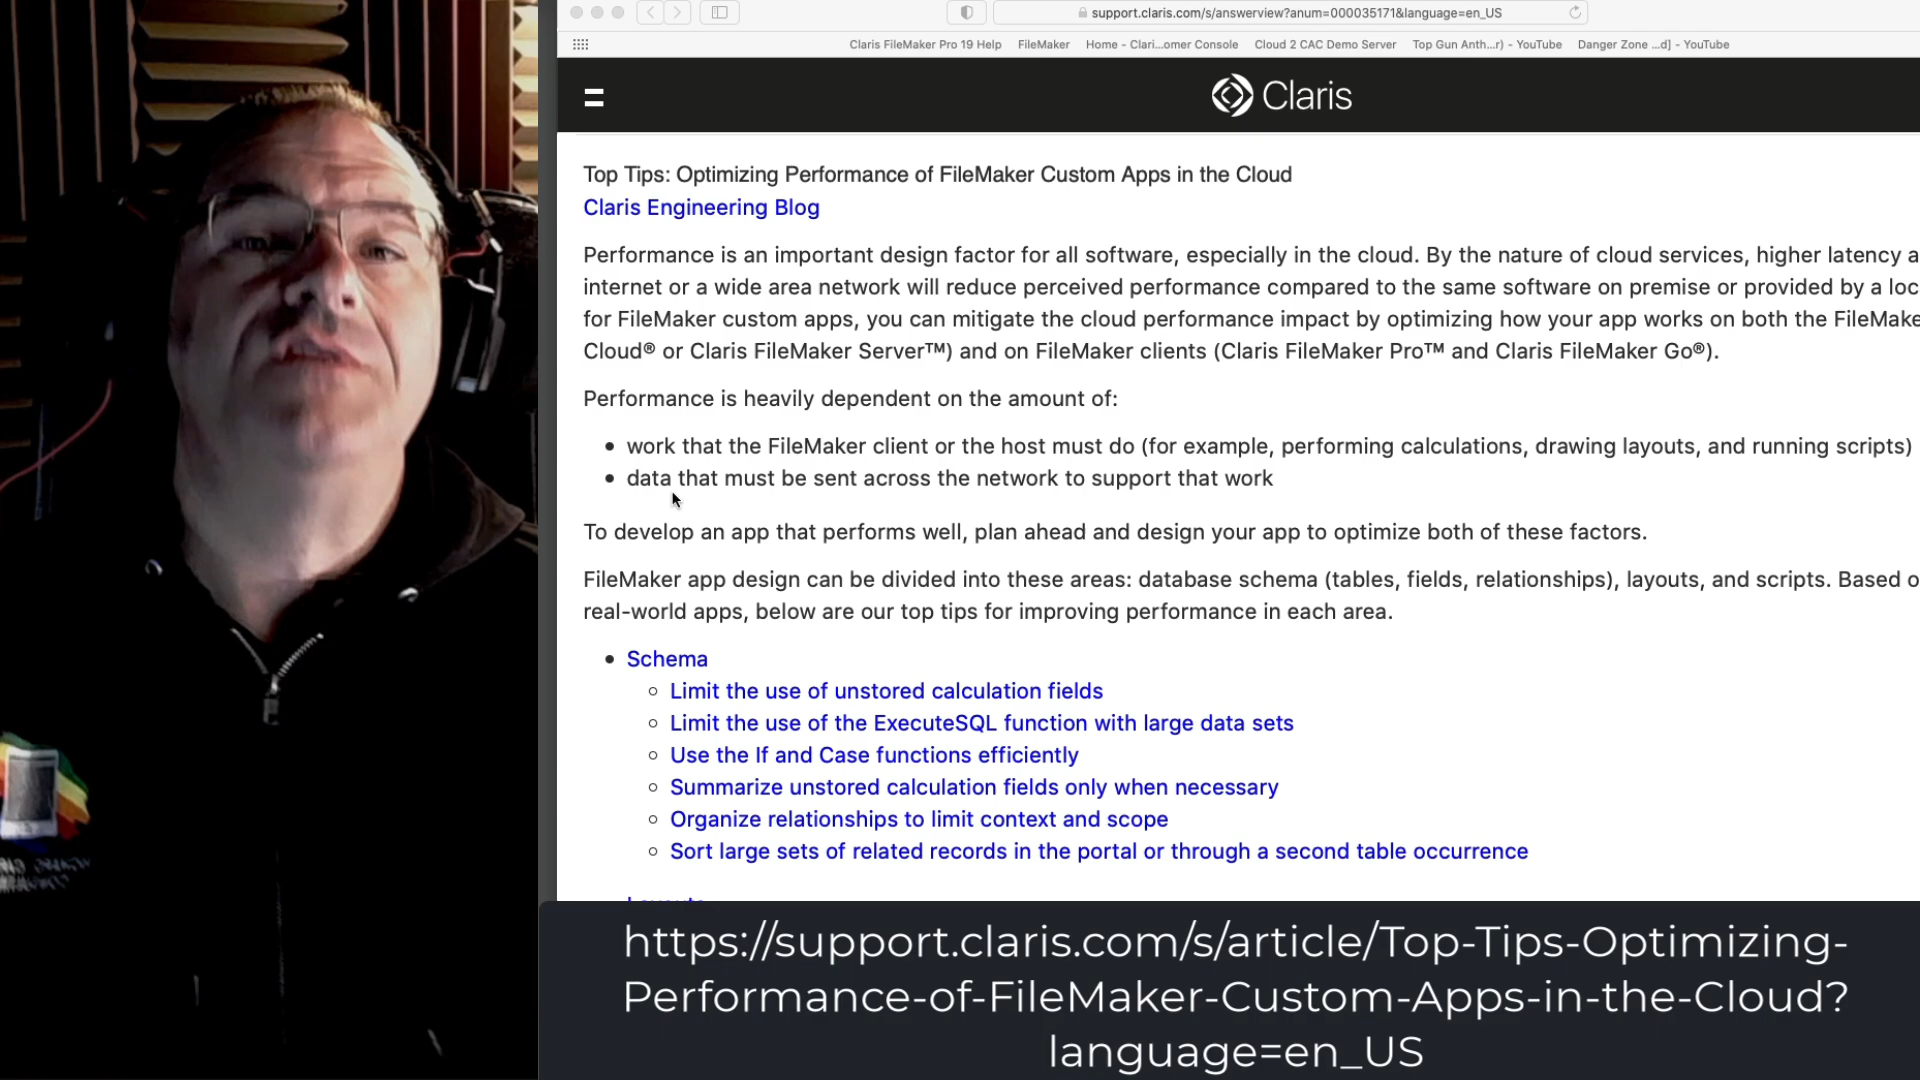 support.claris.com/s/answerview?anum=000035171&language=en_US
Claris FileMaker Pro 19 Help FileMaker Home - Clari...omer Console Cloud 2 CAC Demo Server Top Gun Anth...r) - YouTube Danger Zone ...d] - YouTube
Claris
Top Tips: Optimizing Performance of FileMaker Custom Apps in the Cloud
Claris Engineering Blog
Performance is an important design factor for all software, especially in the cloud. By the nature of cloud services, higher latency a
internet or a wide area network will reduce perceived performance compared to the same software on premise or provided by a loc
for FileMaker custom apps, you can mitigate the cloud performance impact by optimizing how your app works on both the FileMake
Cloud® or Claris FileMaker Server™) and on FileMaker clients (Claris FileMaker Pro™ and Claris FileMaker Go®).
Performance is heavily dependent on the amount of:
• work that the FileMaker client or the host must do (for example, performing calculations, drawing layouts, and running scripts)
• data that must be sent across the network to support that work
To develop an app that performs well, plan ahead and design your app to optimize both of these factors.
FileMaker app design can be divided into these areas: database schema (tables, fields, relationships), layouts, and scripts. Based o
real-world apps, below are our top tips for improving performance in each area.
• Schema
◦ Limit the use of unstored calculation fields
◦ Limit the use of the ExecuteSQL function with large data sets
◦ Use the If and Case functions efficiently
◦ Summarize unstored calculation fields only when necessary
◦ Organize relationships to limit context and scope
◦ Sort large sets of related records in the portal or through a second table occurrence
https://support.claris.com/s/article/Top-Tips-Optimizing-
Performance-of-FileMaker-Custom-Apps-in-the-Cloud?
language=en_US